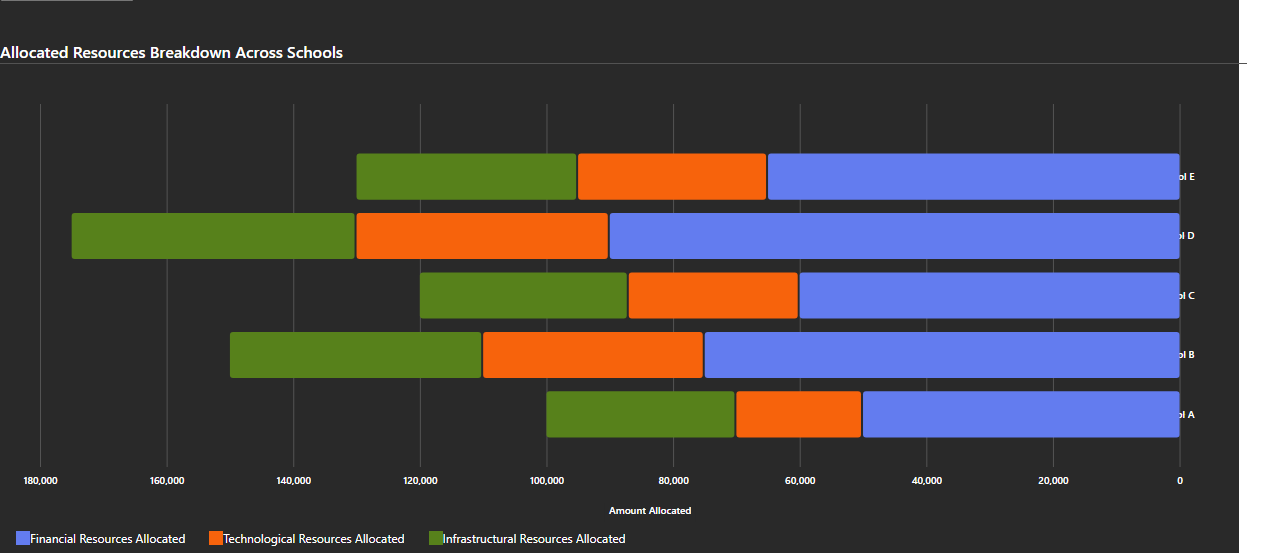 Allocated Resources Breakdown Across Schools
ol E
ol D
ol C
ol B
ol A
180,000 160,000 140,000 120,000 100,000 80,000 60,000 40,000 20,000 0
Amount Allocated
Financial Resources Allocated Technological Resources Allocated Infrastructural Resources Allocated